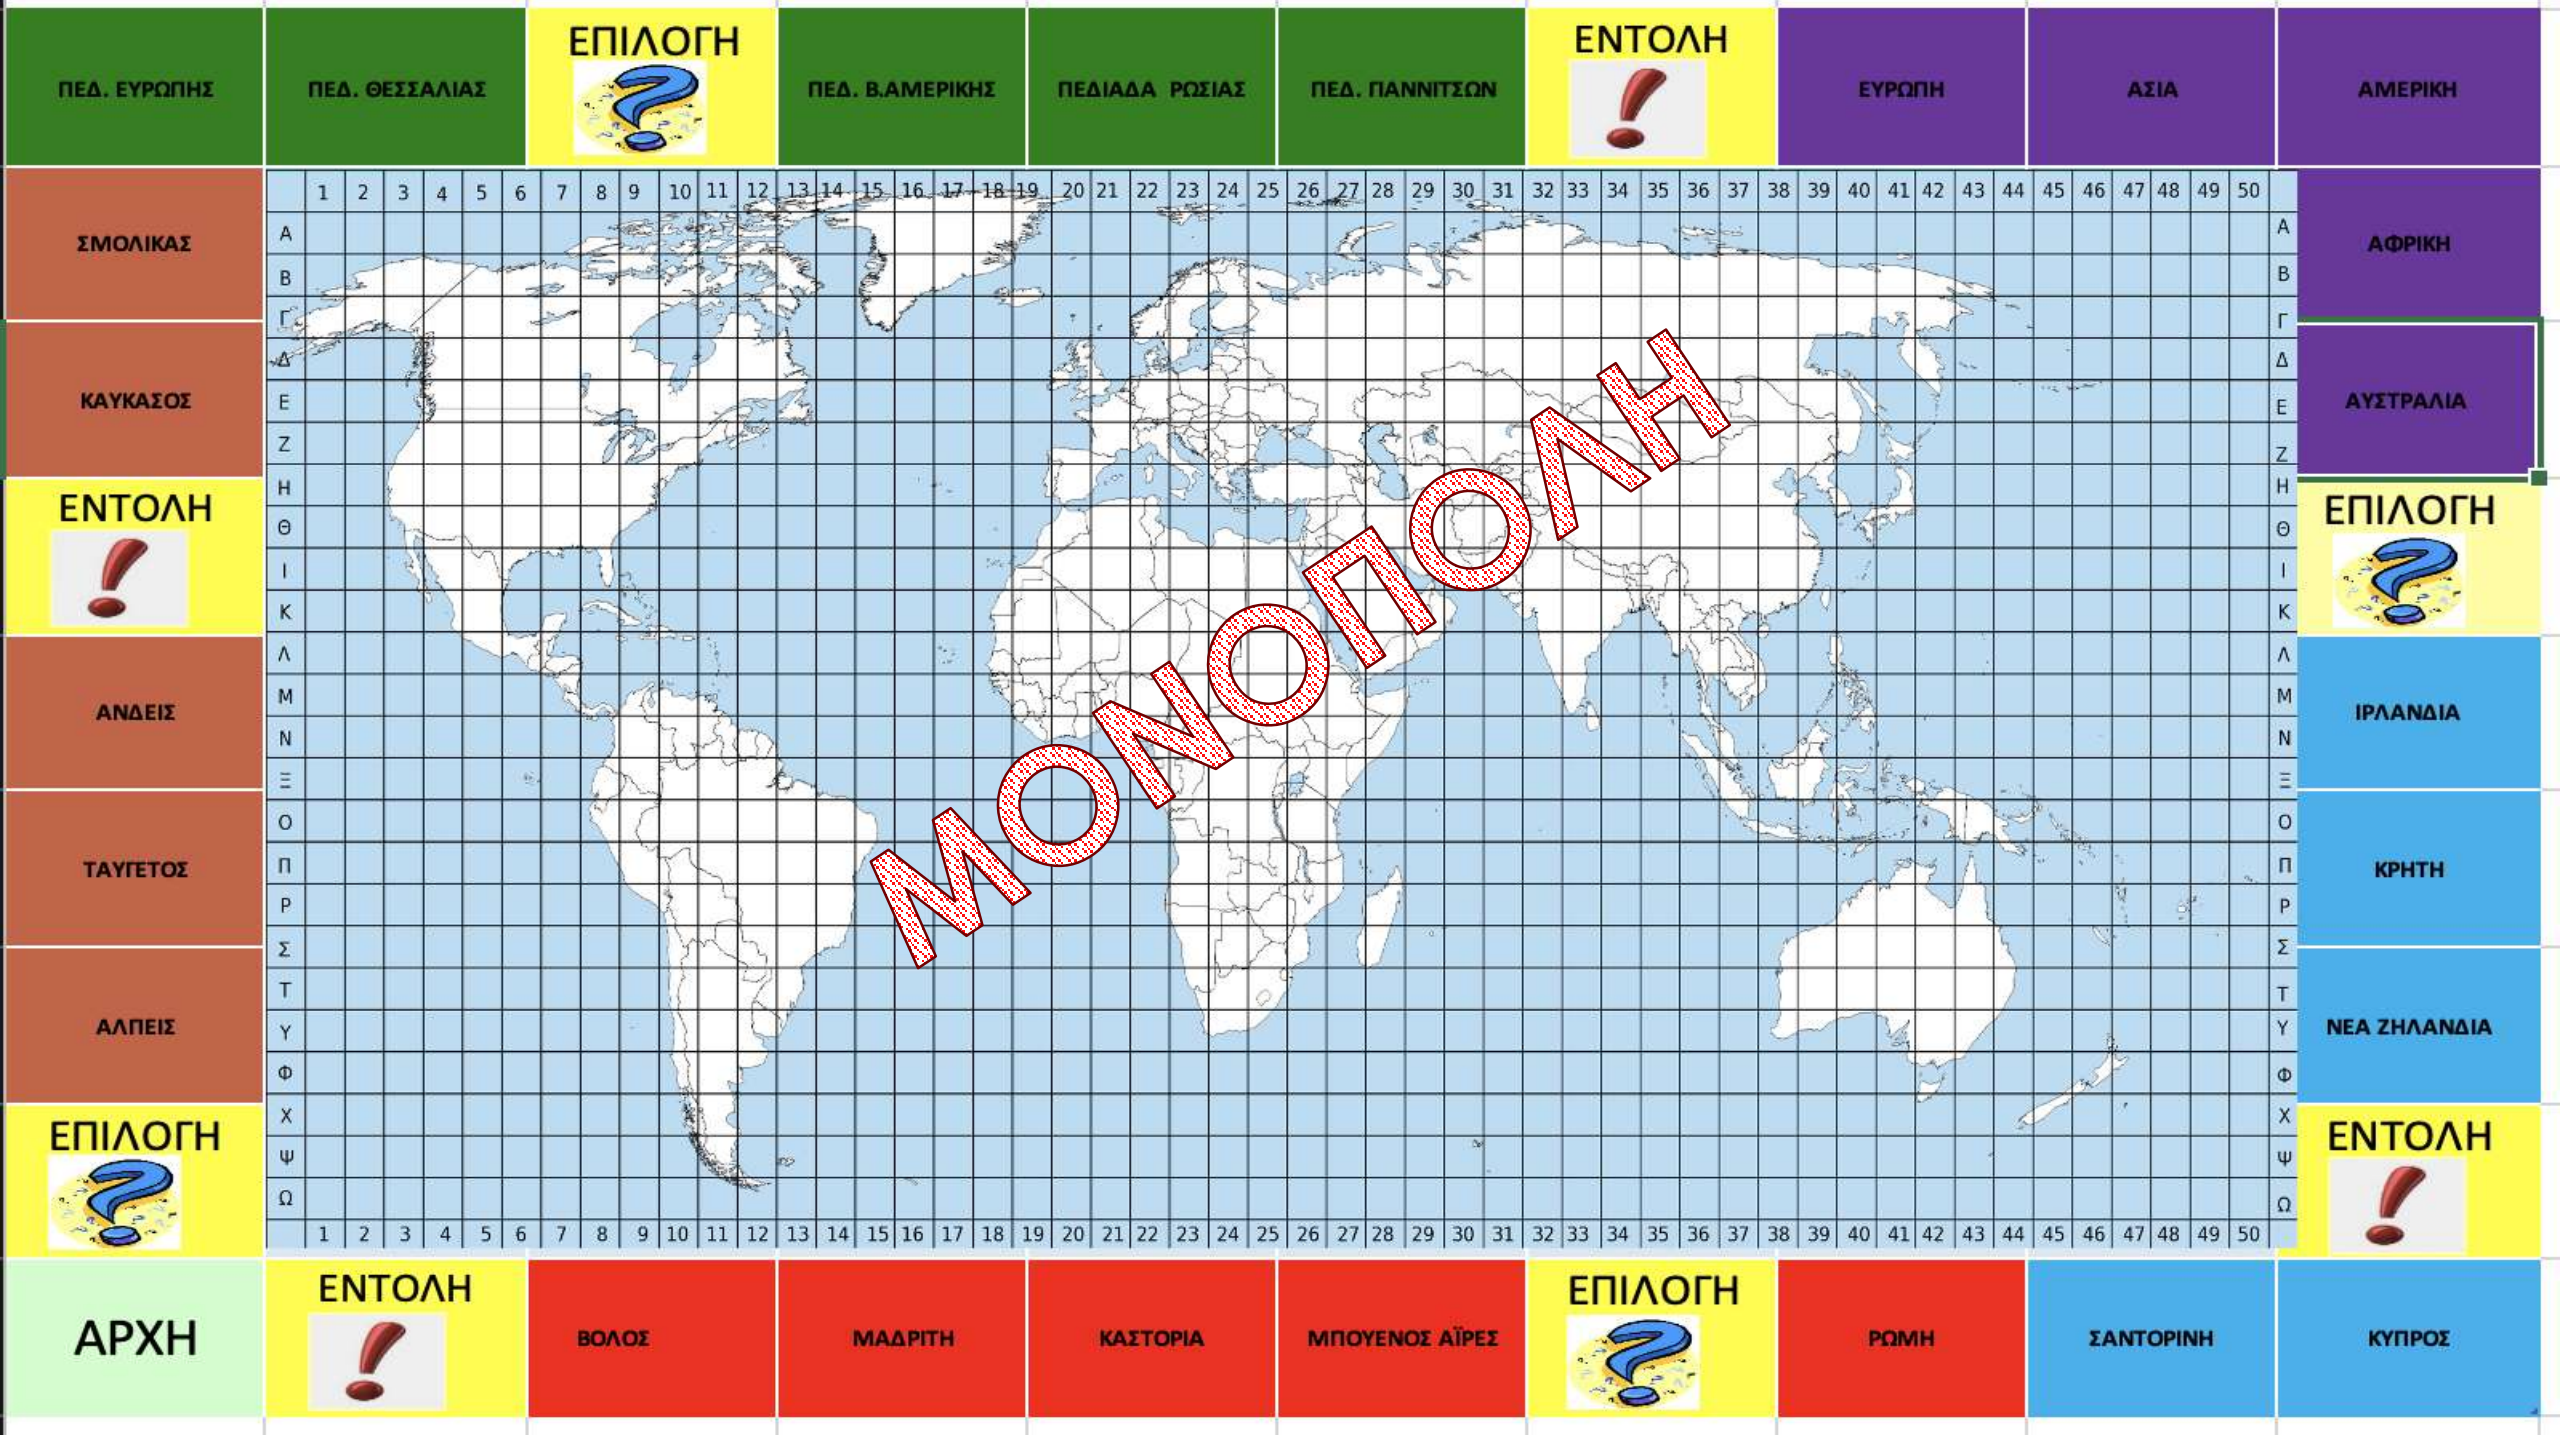 ΠΕΔ. ΕΥΡΩΠΗΣ
ΠΕΔ. ΘΕΣΣΑΛΙΑΣ
ΕΠΙΛΟΓΗ
ΠΕΔ. Β.ΑΜΕΡΙΚΗΣ
ΠΕΔΙΑΔΑ ΡΩΣΙΑΣ
ΠΕΔ. ΓΙΑΝΝΙΤΣΩΝ
ΕΝΤΟΛΗ
ΕΥΡΩΠΗ
ΑΣΙΑ
ΑΜΕΡΙΚΗ
ΣΜΟΛΙΚΑΣ
ΚΑΥΚΑΣΟΣ
ΕΝΤΟΛΗ
ΑΝΔΕΙΣ
ΤΑΥΓΕΤΟΣ
ΑΛΠΕΙΣ
ΕΠΙΛΟΓΗ
1 2 3 4 5 6 7 8 9 10 11 12 13 14 15 16 17 18 19 20 21 22 23 24 25 26 27 28 29 30 31 32 33 34 35 36 37 38 39 40 41 42 43 44 45 46 47 48 49 50
Α Α
Β Β
Γ Γ
Δ Δ
Ε Ε
Ζ Ζ
Η Η
Θ Θ
Ι Ι
Κ Κ
Λ Λ
Μ Μ
Ν Ν
Ξ Ξ
Ο Ο
Π Π
Ρ Ρ
Σ Σ
Τ Τ
Υ Υ
Φ Φ
Χ Χ
Ψ Ψ
Ω Ω
1 2 3 4 5 6 7 8 9 10 11 12 13 14 15 16 17 18 19 20 21 22 23 24 25 26 27 28 29 30 31 32 33 34 35 36 37 38 39 40 41 42 43 44 45 46 47 48 49 50
ΜΟΝΟΠΟΛΗ
ΑΦΡΙΚΗ
ΑΥΣΤΡΑΛΙΑ
ΕΠΙΛΟΓΗ
ΙΡΛΑΝΔΙΑ
ΚΡΗΤΗ
ΝΕΑ ΖΗΛΑΝΔΙΑ
ΕΝΤΟΛΗ
ΑΡΧΗ
ΕΝΤΟΛΗ
ΒΟΛΟΣ
ΜΑΔΡΙΤΗ
ΚΑΣΤΟΡΙΑ
ΜΠΟΥΕΝΟΣ ΑΪΡΕΣ
ΕΠΙΛΟΓΗ
ΡΩΜΗ
ΣΑΝΤΟΡΙΝΗ
ΚΥΠΡΟΣ